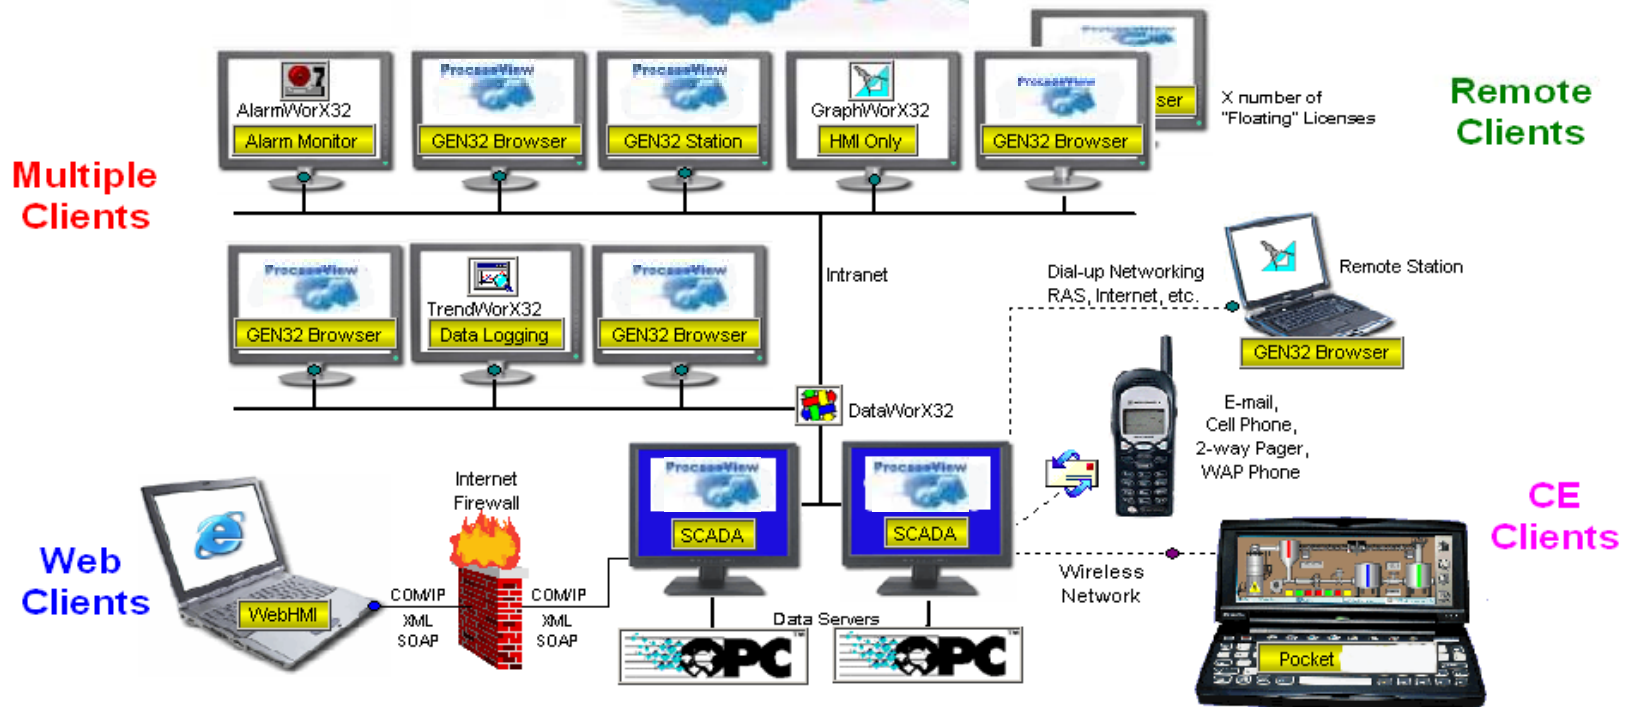 ProcessView
ProcessView
ProcessView
ProcessView
AlarmWorX32
Alarm Monitor
GEN32 Browser
GEN32 Station
GraphWorX32
HMI Only
GEN32 Browser
ser
X number of
"Floating" Licenses
Remote
Clients
Multiple
Clients
ProcessView
GEN32 Browser
TrendWorX32
Data Logging
ProcessView
GEN32 Browser
Intranet
Dial-up Networking
RAS, Internet, etc.
Remote Station
GEN32 Browser
DataWorX32
E-mail,
Cell Phone,
2-way Pager,
WAP Phone
Internet
Firewall
ProcessView
SCADA
ProcessView
SCADA
CE
Clients
Web
Clients
WebHMI
COM/IP
XML
SOAP
COM/IP
XML
SOAP
Data Servers
OPC
TM
OPC
TM
Wireless
Network
Pocket